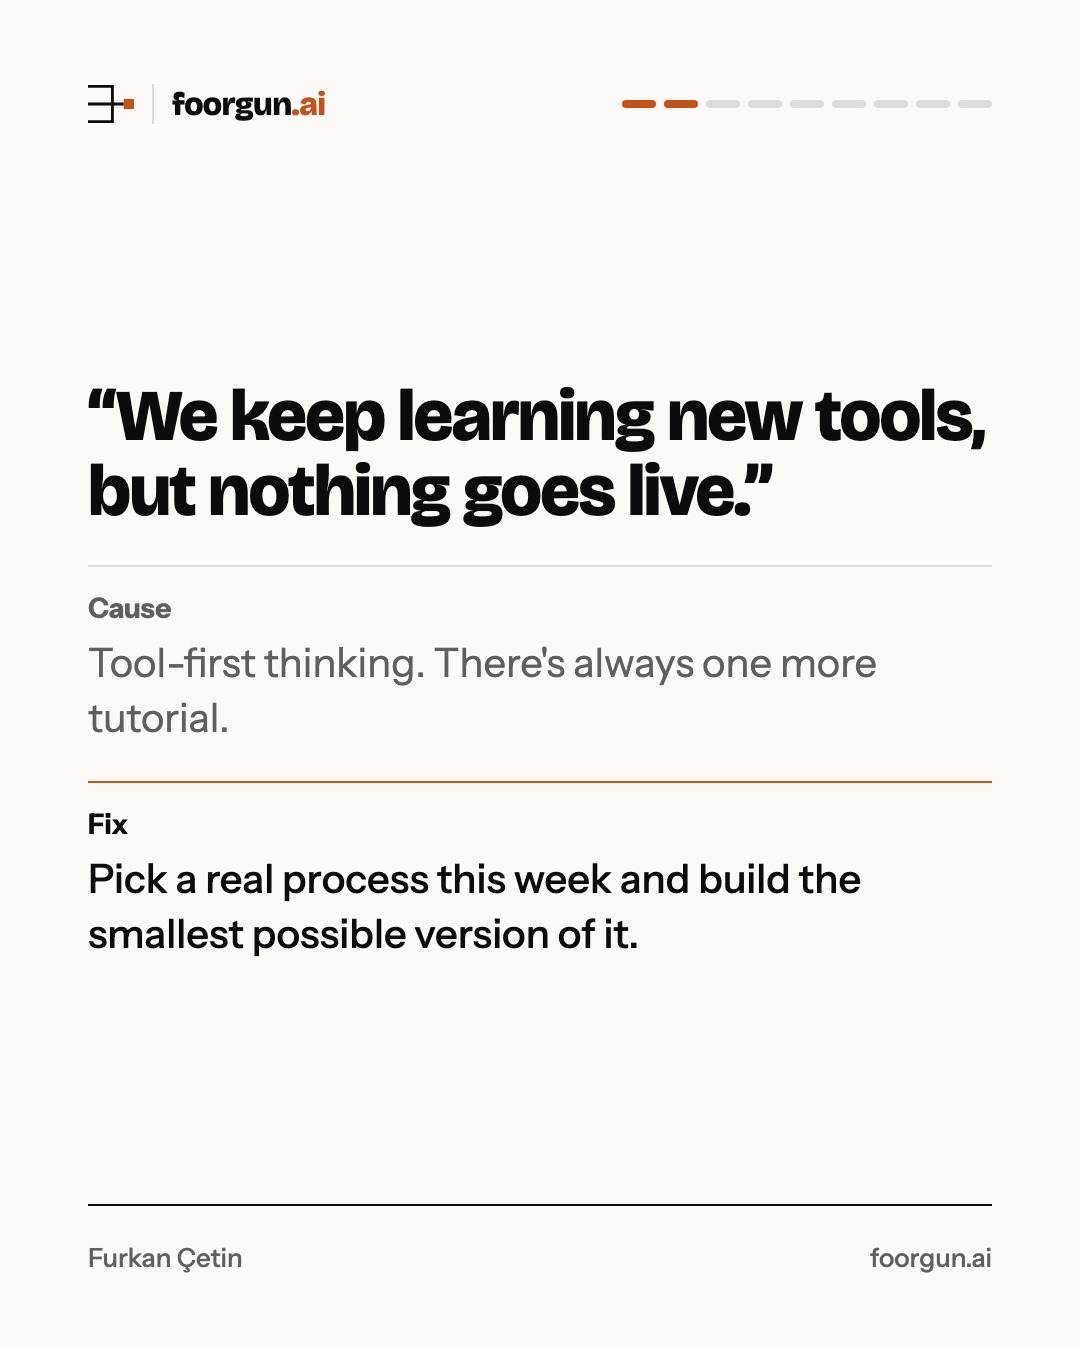 foorgun.ai
“We keep learning new tools,
but nothing goes live.”
Cause
Tool-first thinking. There's always one more
tutorial.
Fix
Pick a real process this week and build the
smallest possible version of it.
Furkan Çetin
foorgun.ai